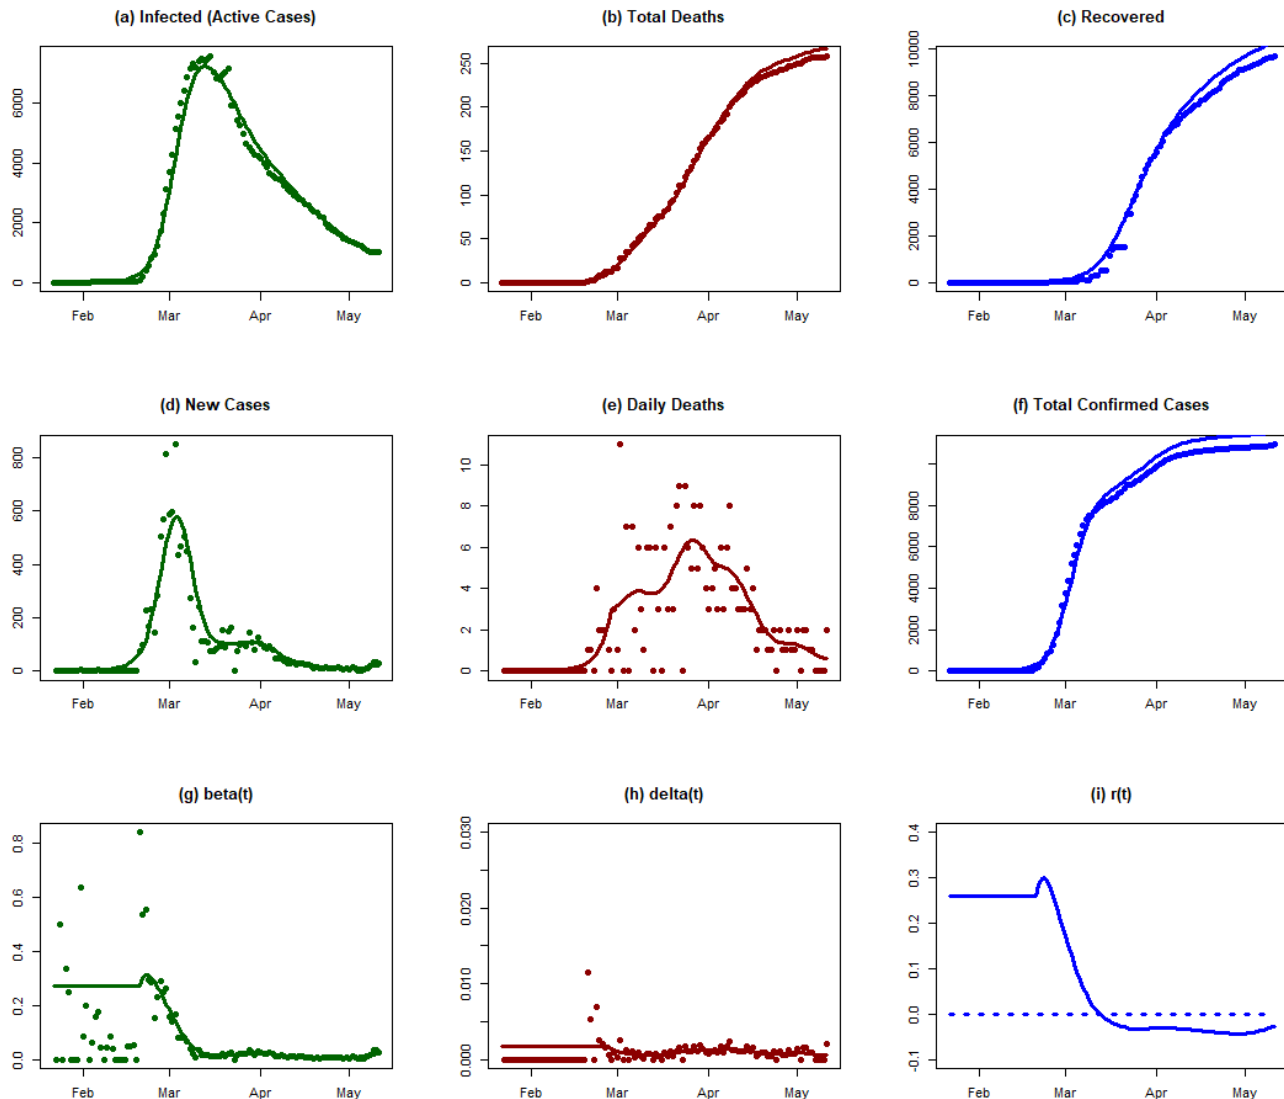 (a) Infected (Active Cases)
(b) Total Deaths
(c) Recovered
0 2000 4000 6000
Feb Mar Apr May
0 50 100 150 200 250
Feb Mar Apr May
0 2000 4000 6000 8000 10000
Feb Mar Apr May
(d) New Cases
(e) Daily Deaths
(f) Total Confirmed Cases
0 200 400 600 800
Feb Mar Apr May
0 2 4 6 8 10
Feb Mar Apr May
0 2000 4000 6000 8000
Feb Mar Apr May
(g) beta(t)
(h) delta(t)
(i) r(t)
0.0 0.2 0.4 0.6 0.8
Feb Mar Apr May
0.000 0.010 0.020 0.030
Feb Mar Apr May
-0.1 0.0 0.1 0.2 0.3 0.4
Feb Mar Apr May